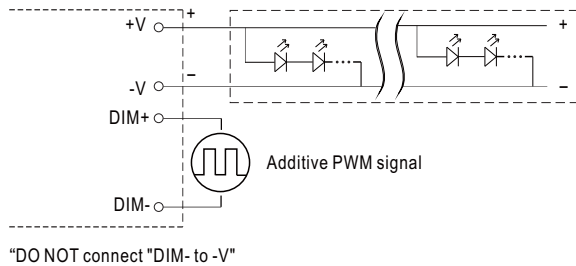 +V + +
-V − −
DIM+
Additive PWM signal
DIM-
“DO NOT connect "DIM- to -V"